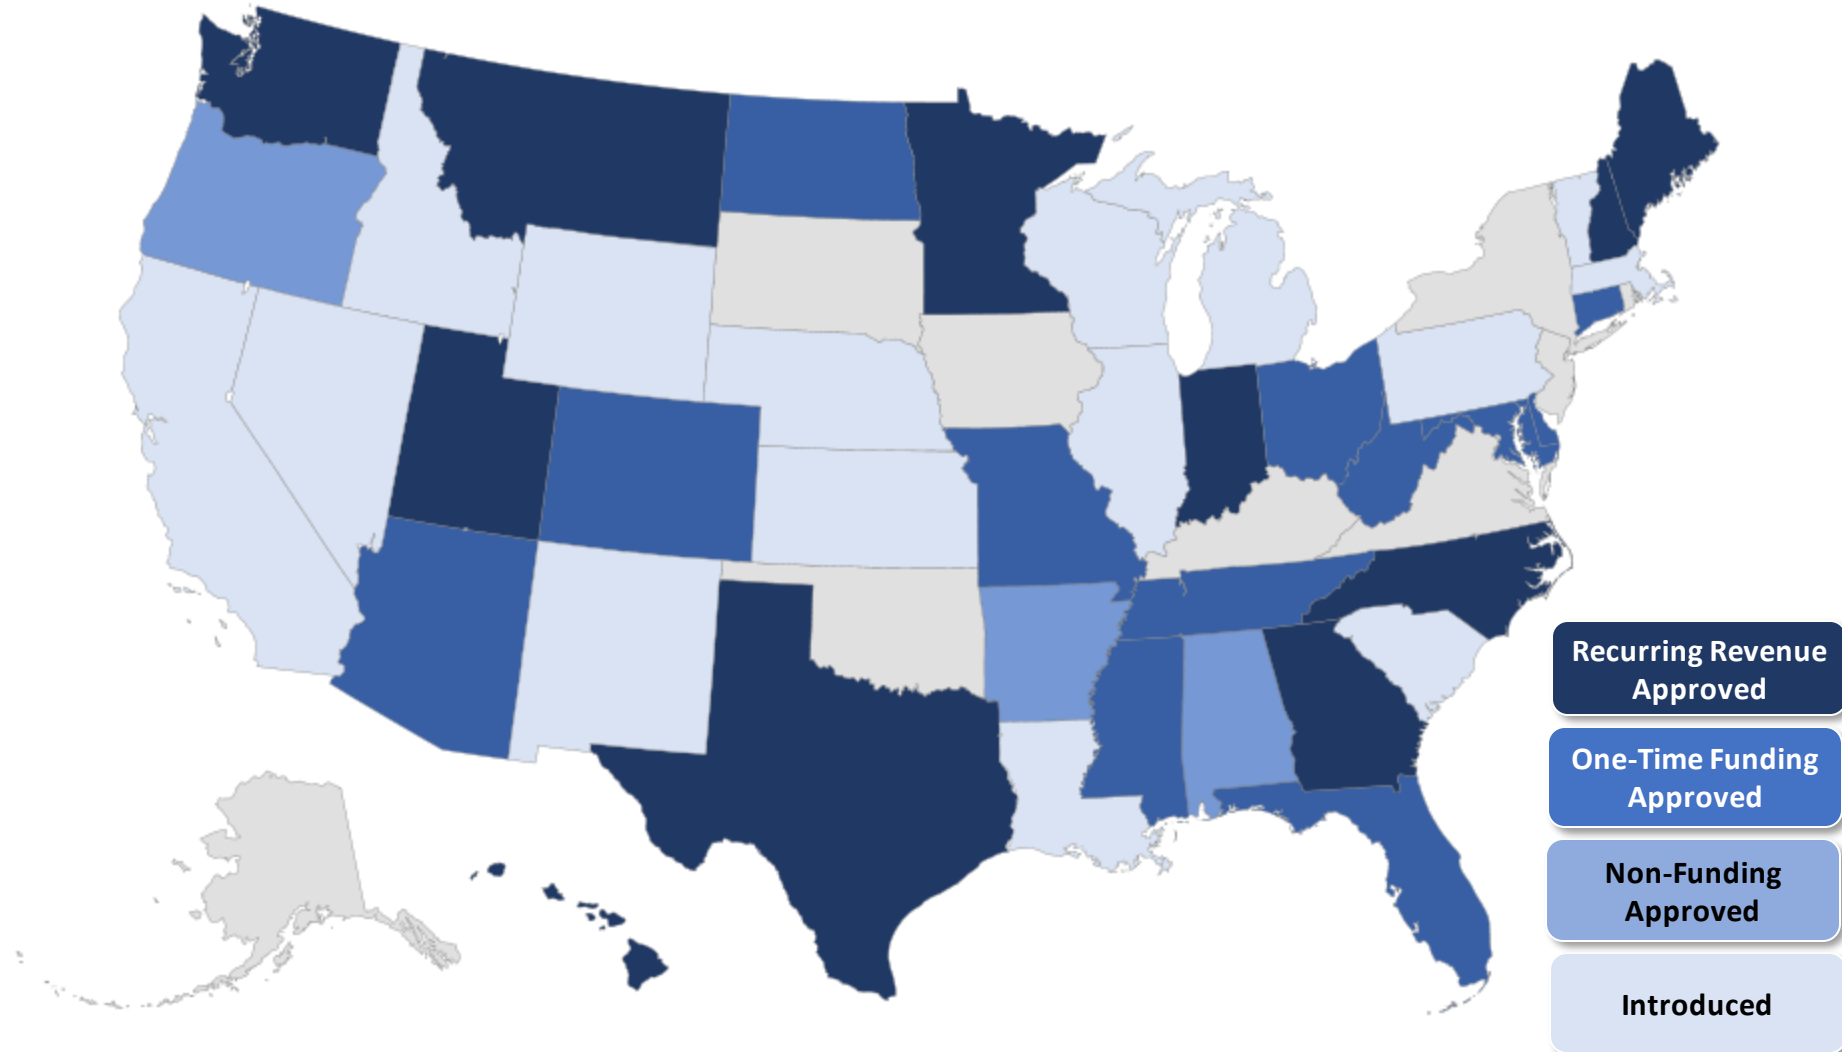 Recurring Revenue
Approved
One-Time Funding
Approved
Non-Funding
Approved
Introduced